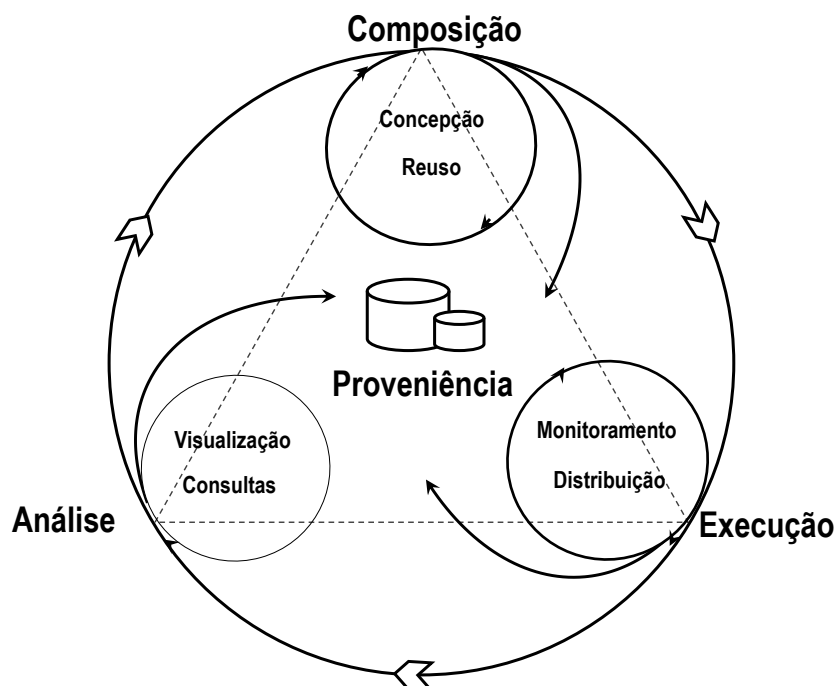 Composição
Concepção
Reuso
Proveniência
Visualização
Consultas
Monitoramento
Distribuição
Análise
Execução